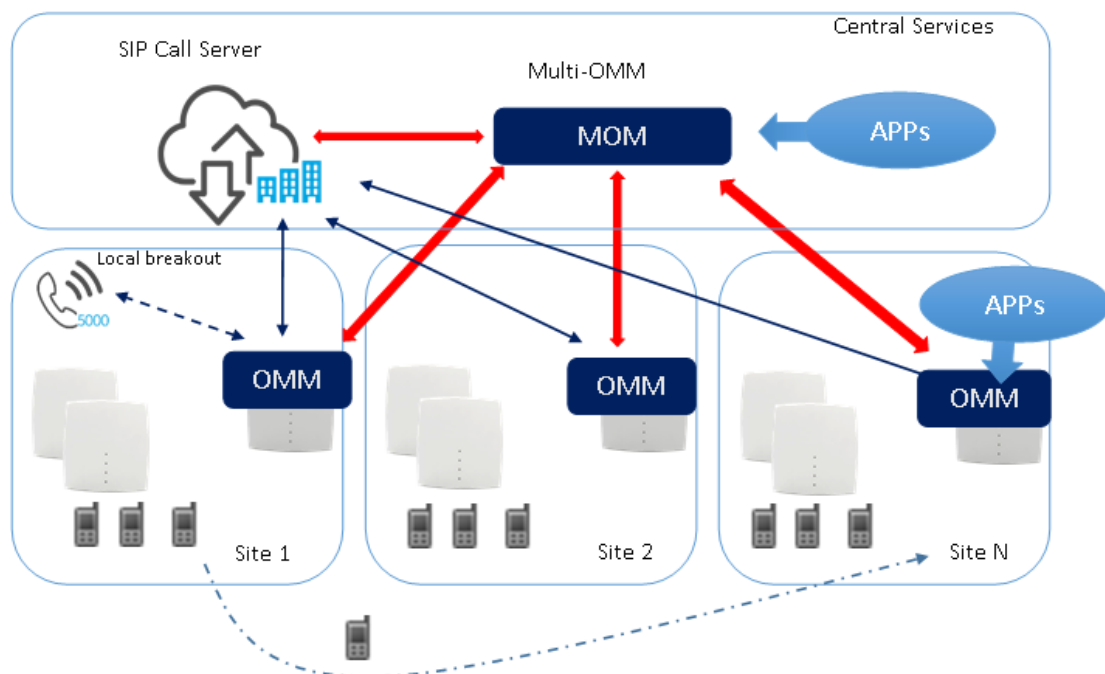 Central Services
SIP Call Server
Multi-OMM
MOM
APPs
Local breakout
5000
OMM
OMM
APPs
OMM
Site 1
Site 2
Site N